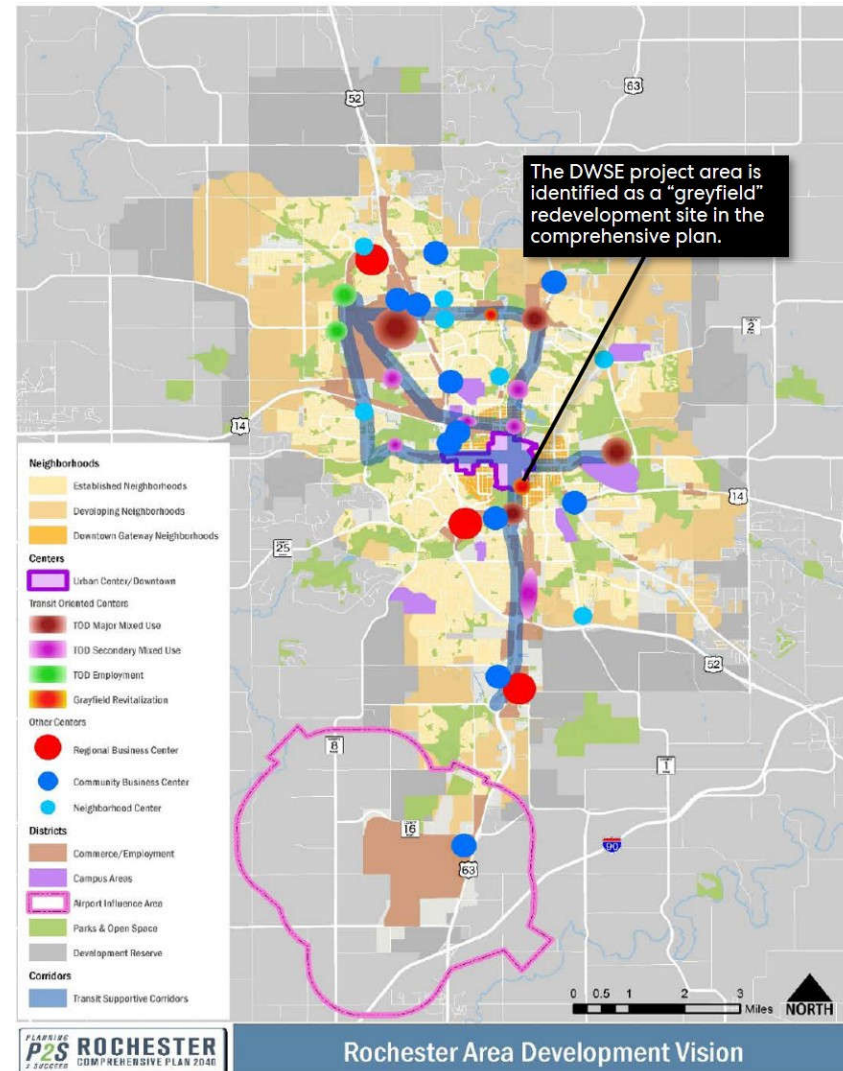 52
63
The DWSE project area is
identified as a “greyfield”
redevelopment site in the
comprehensive plan.
2
14
14
25
52
8
1
16
63
90
Neighborhoods
Established Neighborhoods
Developing Neighborhoods
Downtown Gateway Neighborhoods
Centers
Urban Center/Downtown
Transit Oriented Centers
TOD Major Mixed Use
TOD Secondary Mixed Use
TOD Employment
Grayfield Revitalization
Other Centers
Regional Business Center
Community Business Center
Neighborhood Center
Districts
Commerce/Employment
Campus Areas
Airport Influence Area
Parks & Open Space
Development Reserve
Corridors
Transit Supportive Corridors
0 0.5 1 2 3
Miles
NORTH
PLANNING
P2S
2 SUCCEED
ROCHESTER
COMPREHENSIVE PLAN 2040
Rochester Area Development Vision